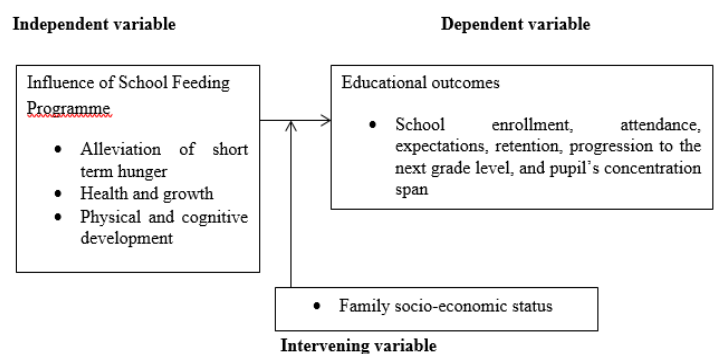 Independent variable
Dependent variable
Influence of School Feeding
Programme
• Alleviation of short
term hunger
• Health and growth
• Physical and cognitive
development
Educational outcomes
• School enrollment, attendance,
expectations, retention, progression to the
next grade level, and pupil's concentration
span
• Family socio-economic status
Intervening variable